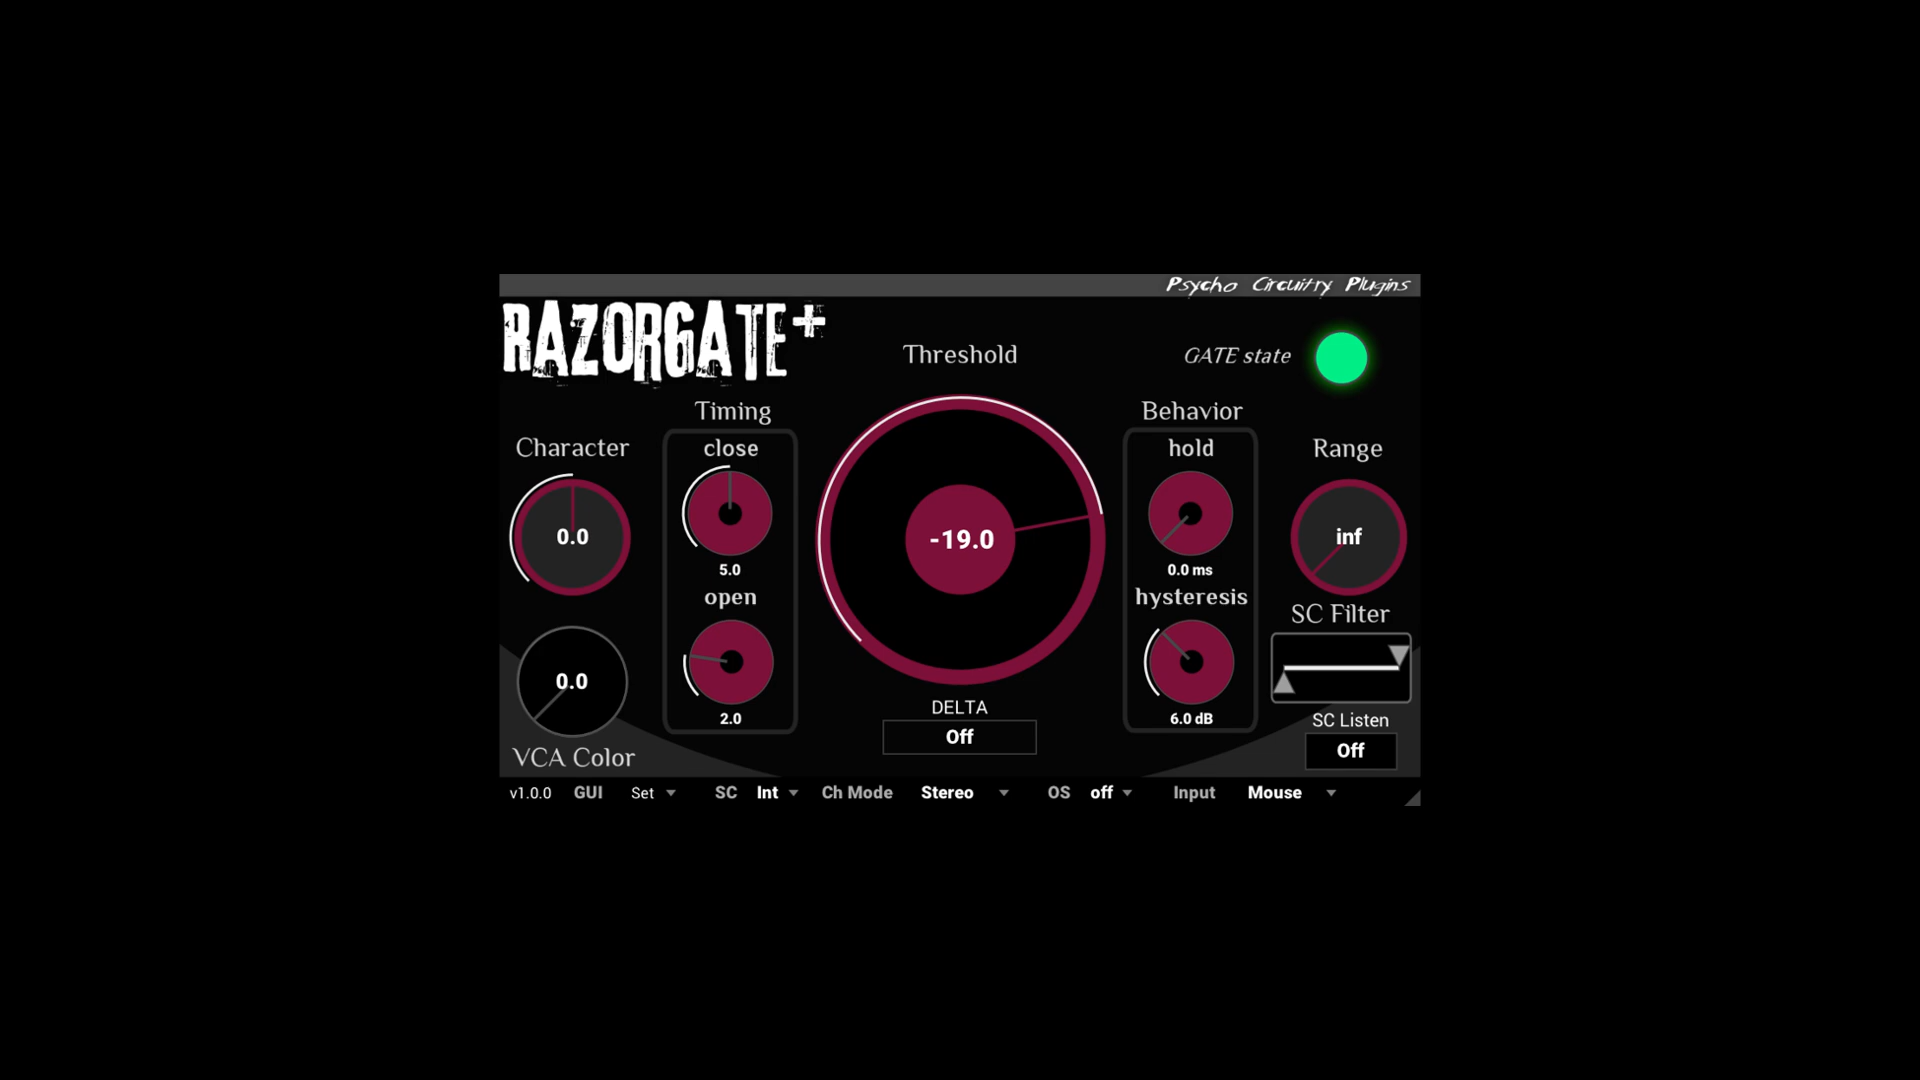 Psycho Circuitry Plugins
RAZORGATE+
Threshold
GATE state
Timing
Behavior
Character
close
hold
Range
0.0
-19.0
inf
5.0
0.0 ms
open
hysteresis
SC Filter
0.0
2.0
6.0 dB
DELTA
Off
SC Listen
Off
VCA Color
v1.0.0 GUI Set SC Int Ch Mode Stereo OS off Input Mouse